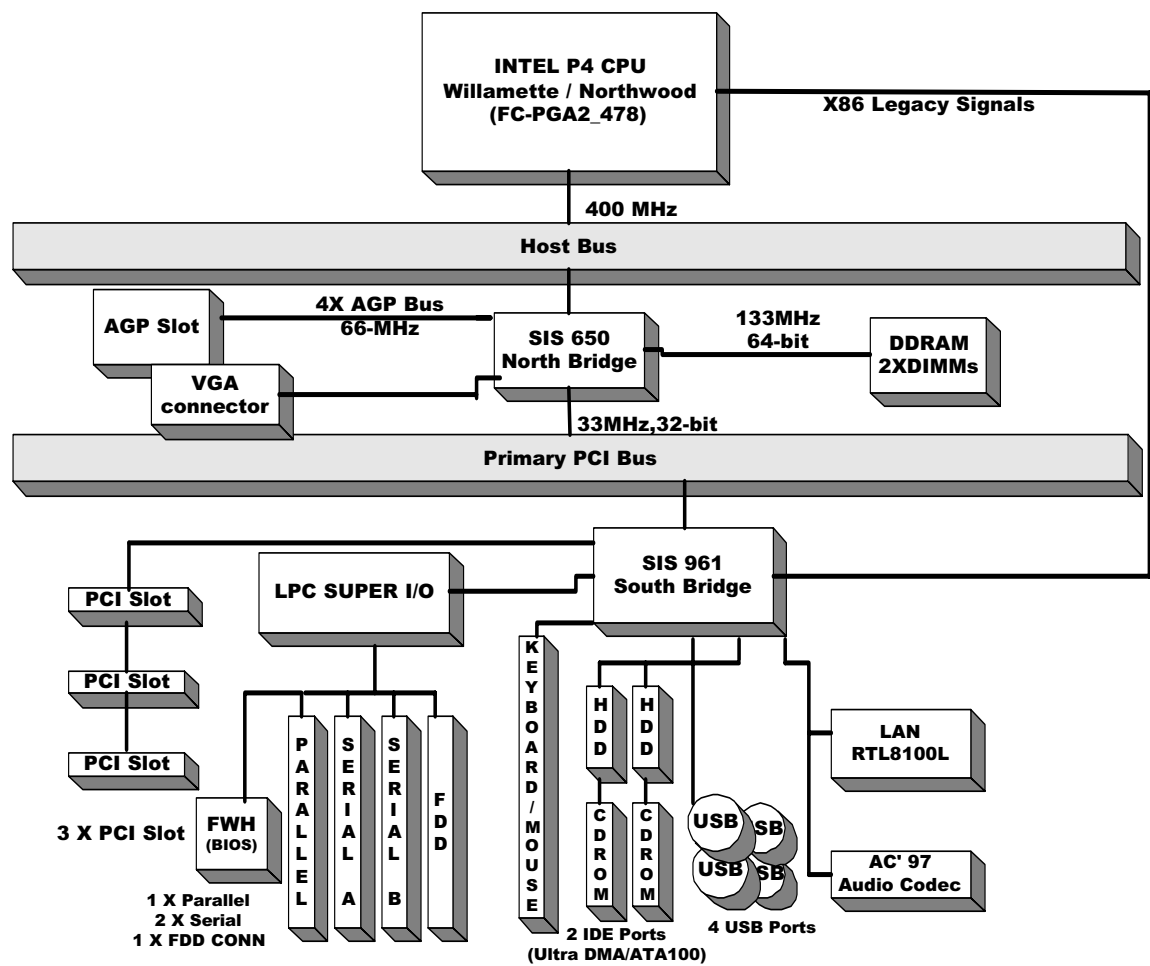 INTEL P4 CPU
Willamette / Northwood
(FC-PGA2_478)
X86 Legacy Signals
400 MHz
Host Bus
AGP Slot
4X AGP Bus
66-MHz
SIS 650
North Bridge
133MHz
64-bit
DDRAM
2XDIMMs
VGA
connector
33MHz,32-bit
Primary PCI Bus
SIS 961
South Bridge
LPC SUPER I/O
PCI Slot
PCI Slot
PCI Slot
3 X PCI Slot
FWH
(BIOS)
PARALLEL
SERIAL A
SERIAL B
FDD
1 X Parallel
2 X Serial
1 X FDD CONN
KEYBOARD/MOUSE
HDD
HDD
CDROM
CDROM
2 IDE Ports
(Ultra DMA/ATA100)
USB
SB
USB
SB
4 USB Ports
LAN
RTL8100L
AC' 97
Audio Codec